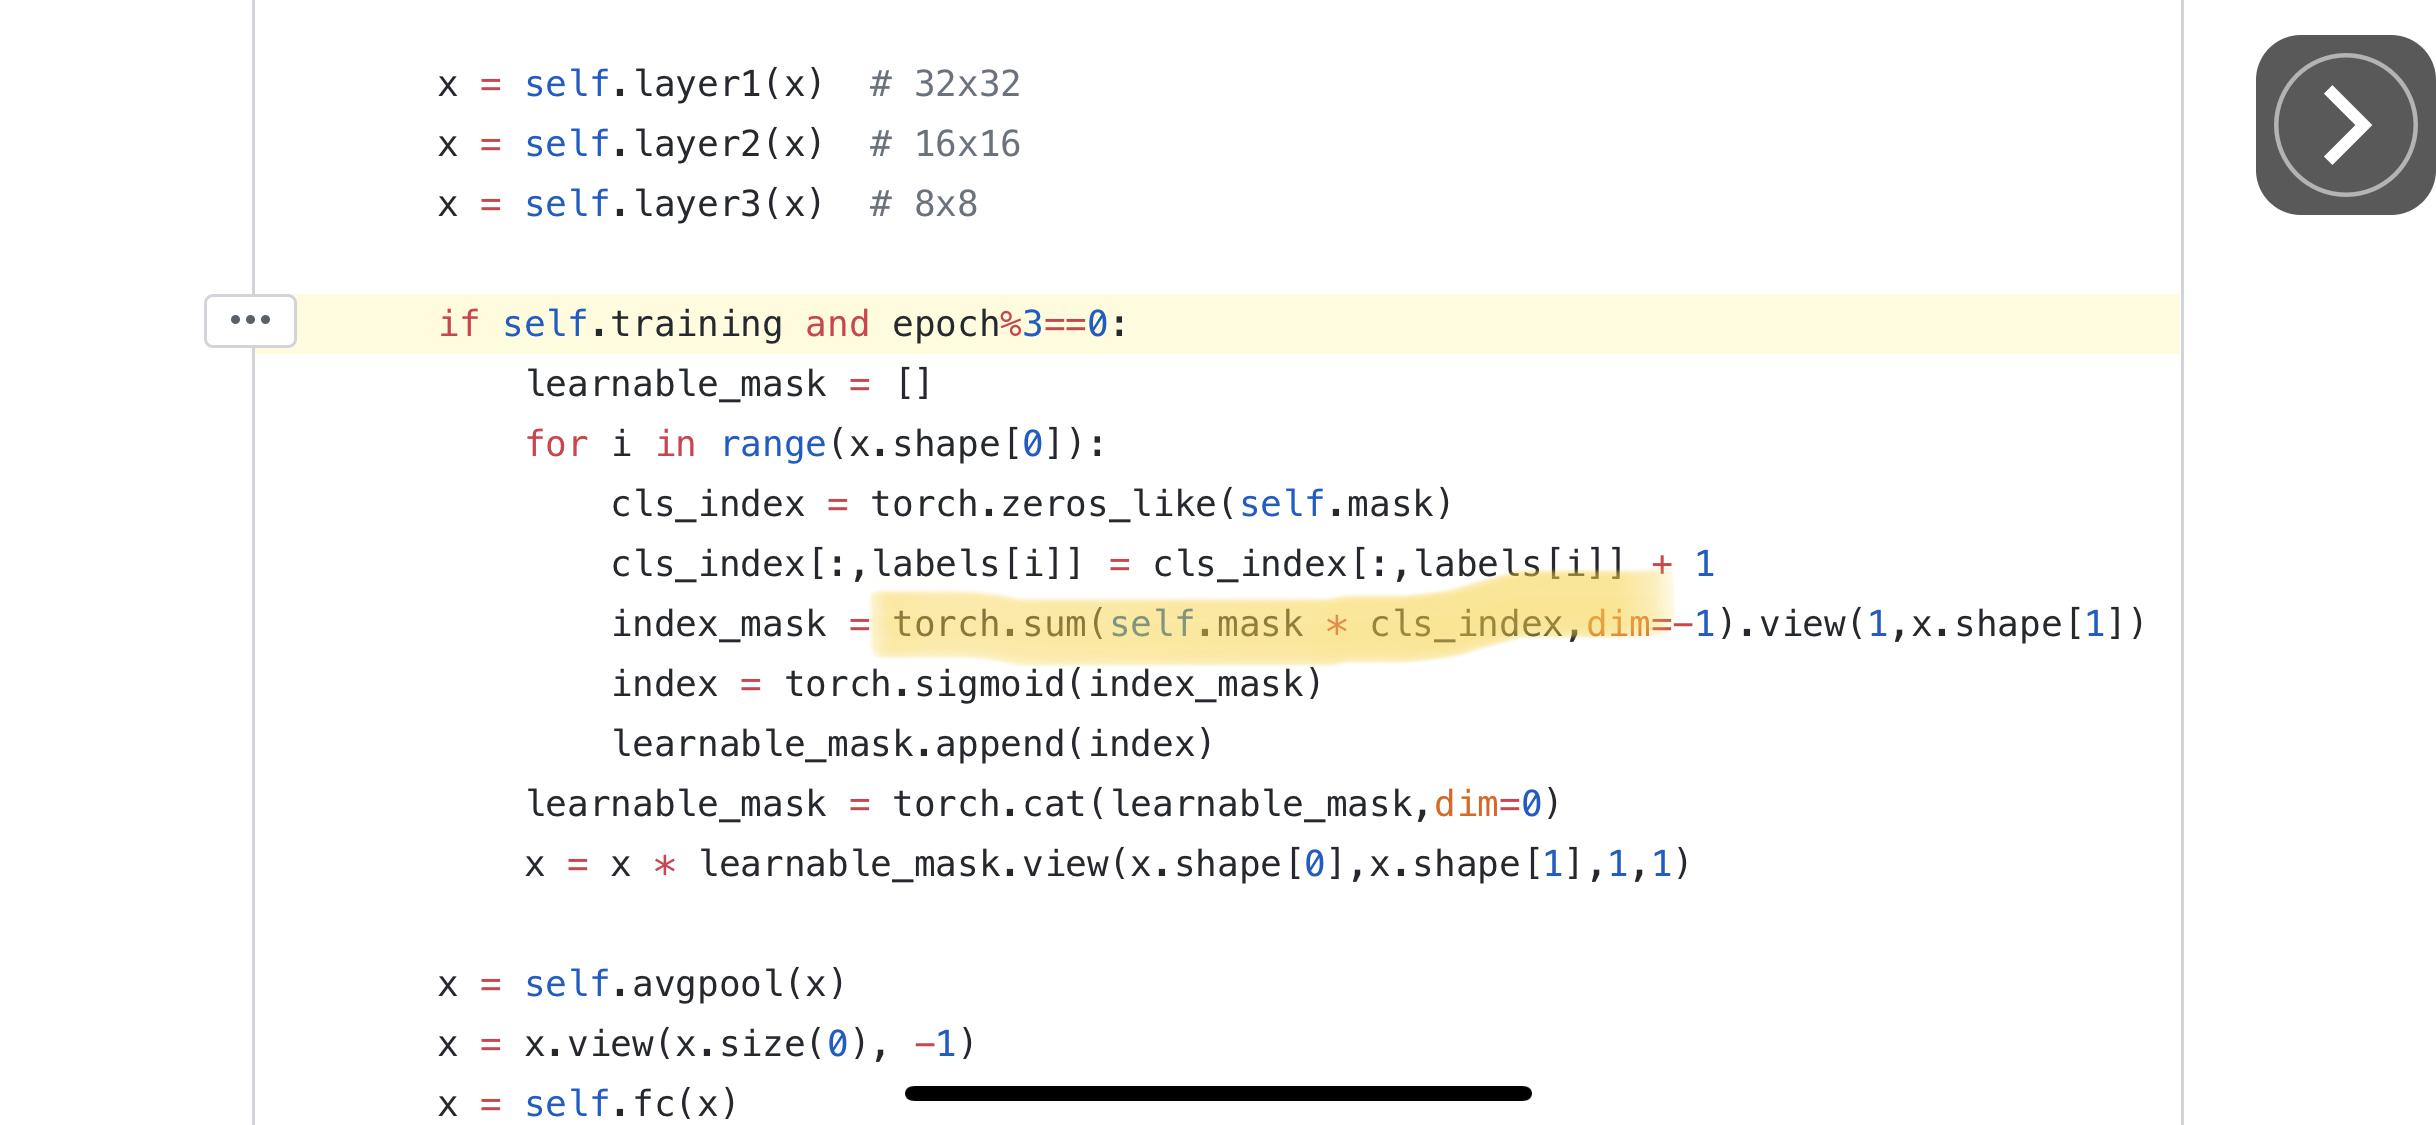 x = self.layer1(x)  # 32x32
x = self.layer2(x)  # 16x16
x = self.layer3(x)  # 8x8
if self.training and epoch%3==0:
learnable_mask = []
for i in range(x.shape[0]):
cls_index = torch.zeros_like(self.mask)
cls_index[:,labels[i]] = cls_index[:,labels[i]] + 1
index_mask = torch.sum(self.mask * cls_index,dim=-1).view(1,x.shape[1])
index = torch.sigmoid(index_mask)
learnable_mask.append(index)
learnable_mask = torch.cat(learnable_mask,dim=0)
x = x * learnable_mask.view(x.shape[0],x.shape[1],1,1)
x = self.avgpool(x)
x = x.view(x.size(0), -1)
x = self.fc(x)